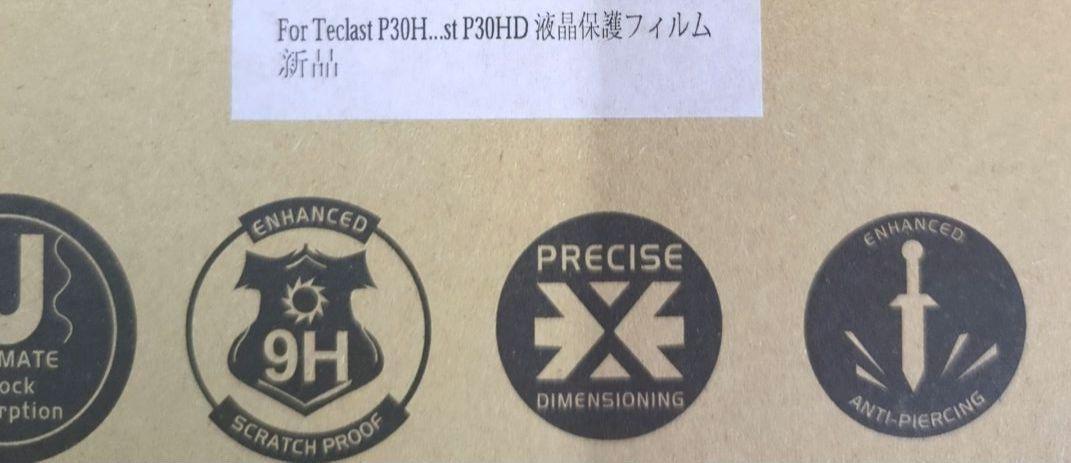 For Teclast P30H...st P30HD 液晶保護フィルム
新品
U
MATE
ock
rption
ENHANCED
9H
SCRATCH PROOF
PRECISE
DIMENSIONING
ENHANCED
ANTI-PIERCING